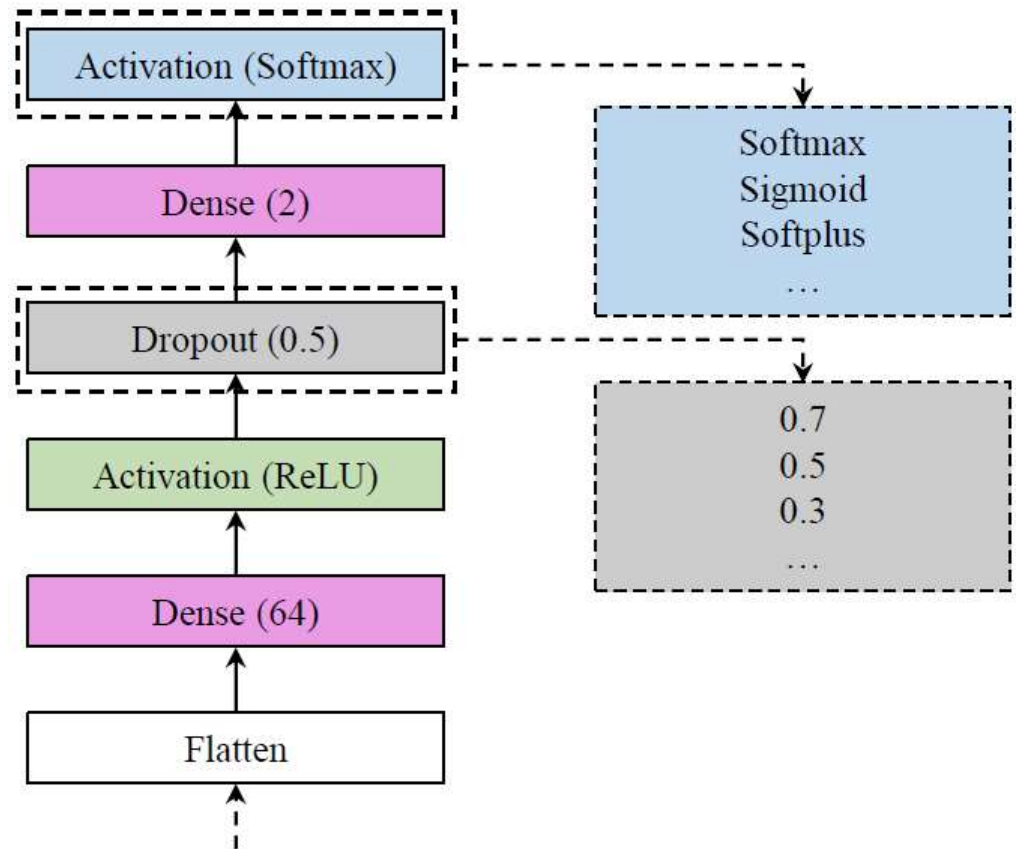 Activation (Softmax)
Dense (2)
Dropout (0.5)
Activation (ReLU)
Dense (64)
Flatten
Softmax
Sigmoid
Softplus
...
0.7
0.5
0.3
...